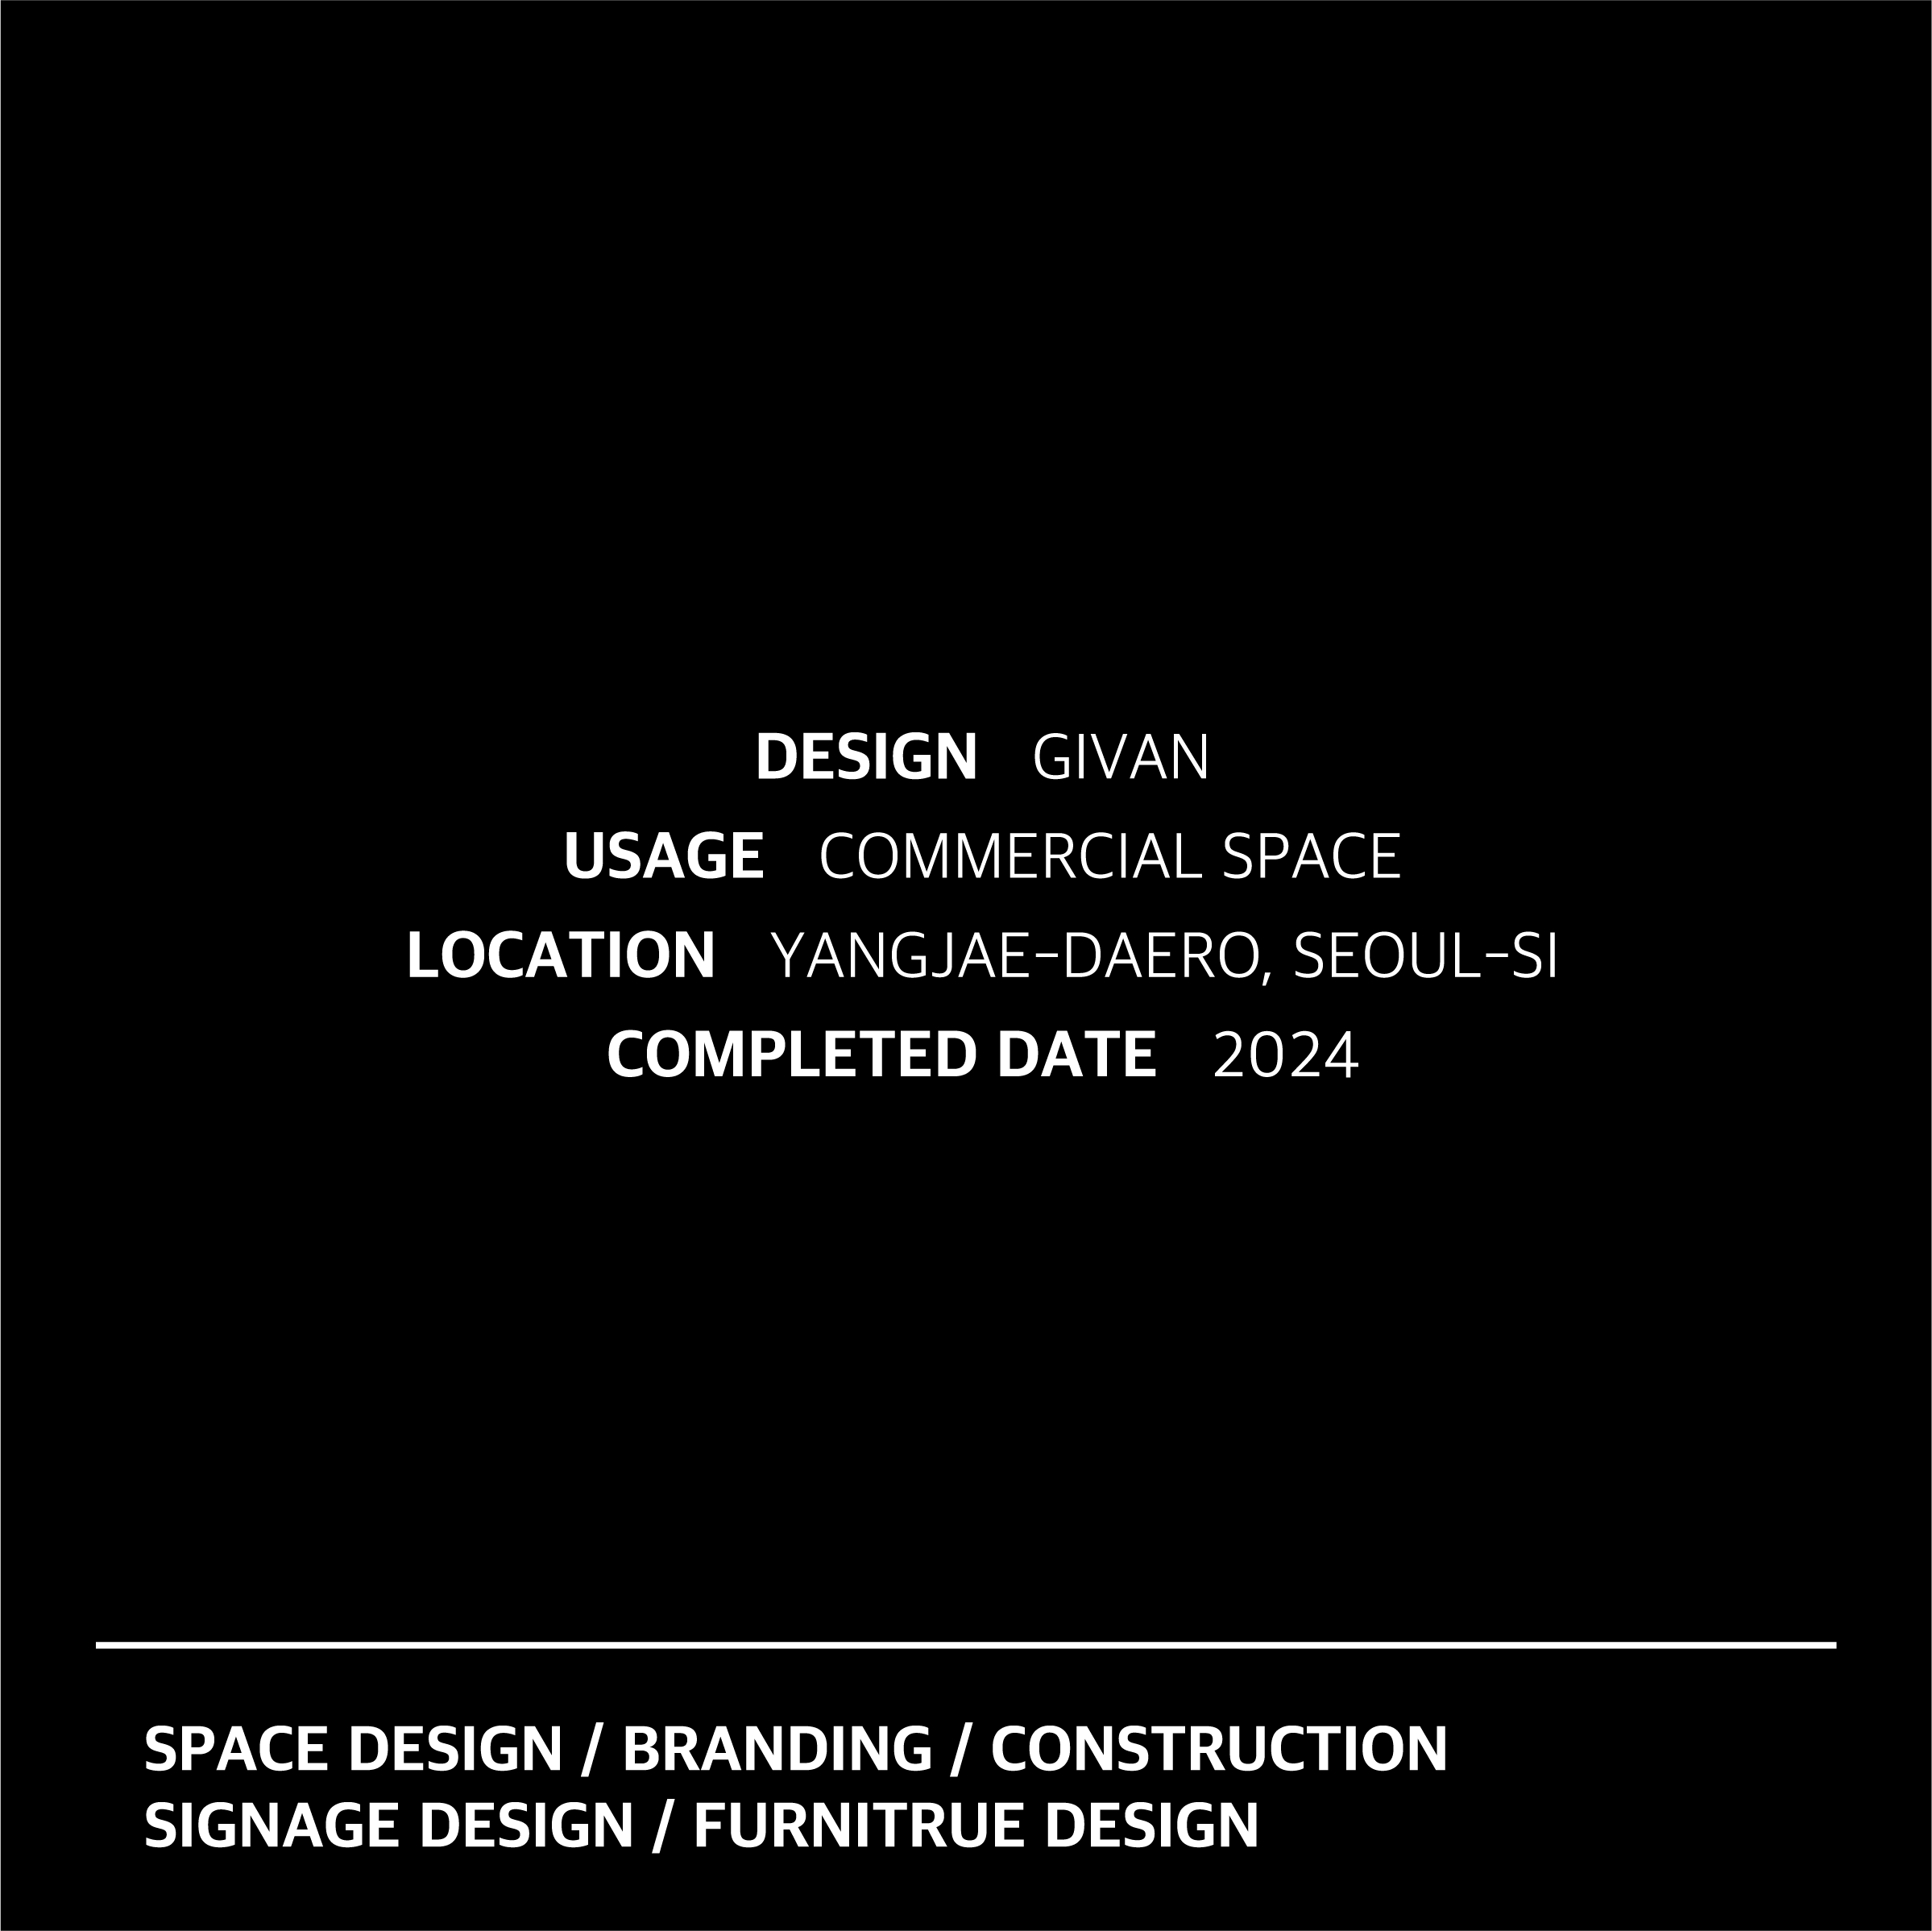 DESIGN GIVAN
USAGE COMMERCIAL SPACE
LOCATION YANGJAE-DAERO, SEOUL-SI
COMPLETED DATE 2024
SPACE DESIGN / BRANDING / CONSTRUCTION
SIGNAGE DESIGN / FURNITRUE DESIGN